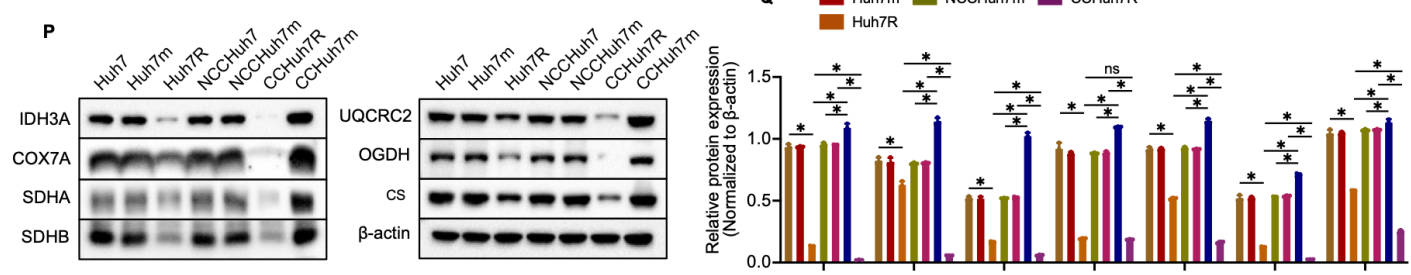 P
Huh7 Huh7m Huh7R NCCHuh7 NCCHuh7m CCHuh7R CCHuh7m
IDH3A
COX7A
SDHA
SDHB
Huh7 Huh7m Huh7R NCCHuh7 NCCHuh7m CCHuh7R CCHuh7m
UQCRC2
OGDH
CS
β-actin
Huh7R
Relative protein expression
(Normalized to β-actin)
1.5
1.0
0.5
0.0
* * * * *
* * * * *
* * * * *
* * * ns *
* * * * *
* * * * *
* * * * *